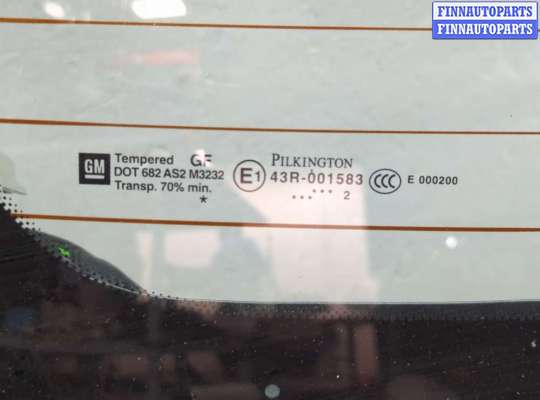 FINNAUTOPARTS
FINNAUTOPARTS
GM Tempered GF PILKINGTON
DOT 682 AS2 M3232 E1 43R-001583 CCC E 000200
Transp. 70% min. 2